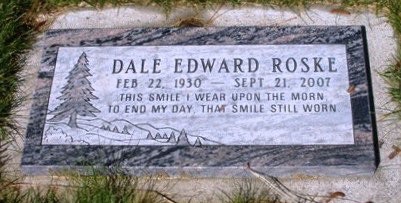 DALE EDWARD ROSKE
FEB. 22, 1930 — SEPT. 21, 2007
THIS SMILE I WEAR UPON THE MORN
TO END MY DAY, THAT SMILE STILL WORN.